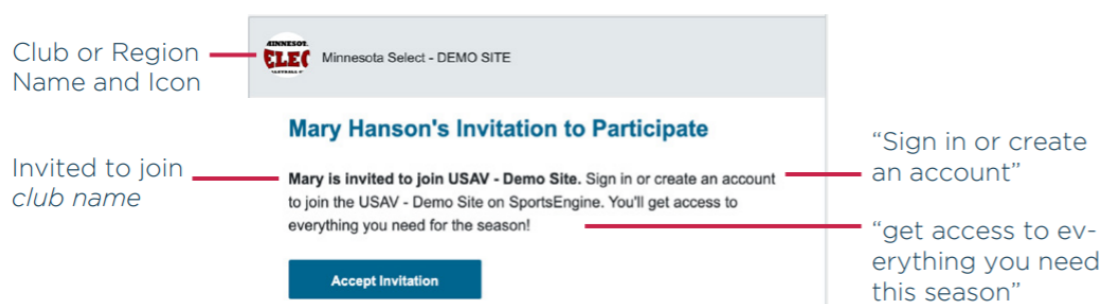 Club or Region
Name and Icon
MINNESOT
ELEC
Minnesota Select - DEMO SITE
Mary Hanson's Invitation to Participate
Invited to join
club name
Mary is invited to join USAV - Demo Site. Sign in or create an account
to join the USAV - Demo Site on SportsEngine. You'll get access to
everything you need for the season!
Accept Invitation
“Sign in or create
an account”
“get access to ev-
erything you need
this season”